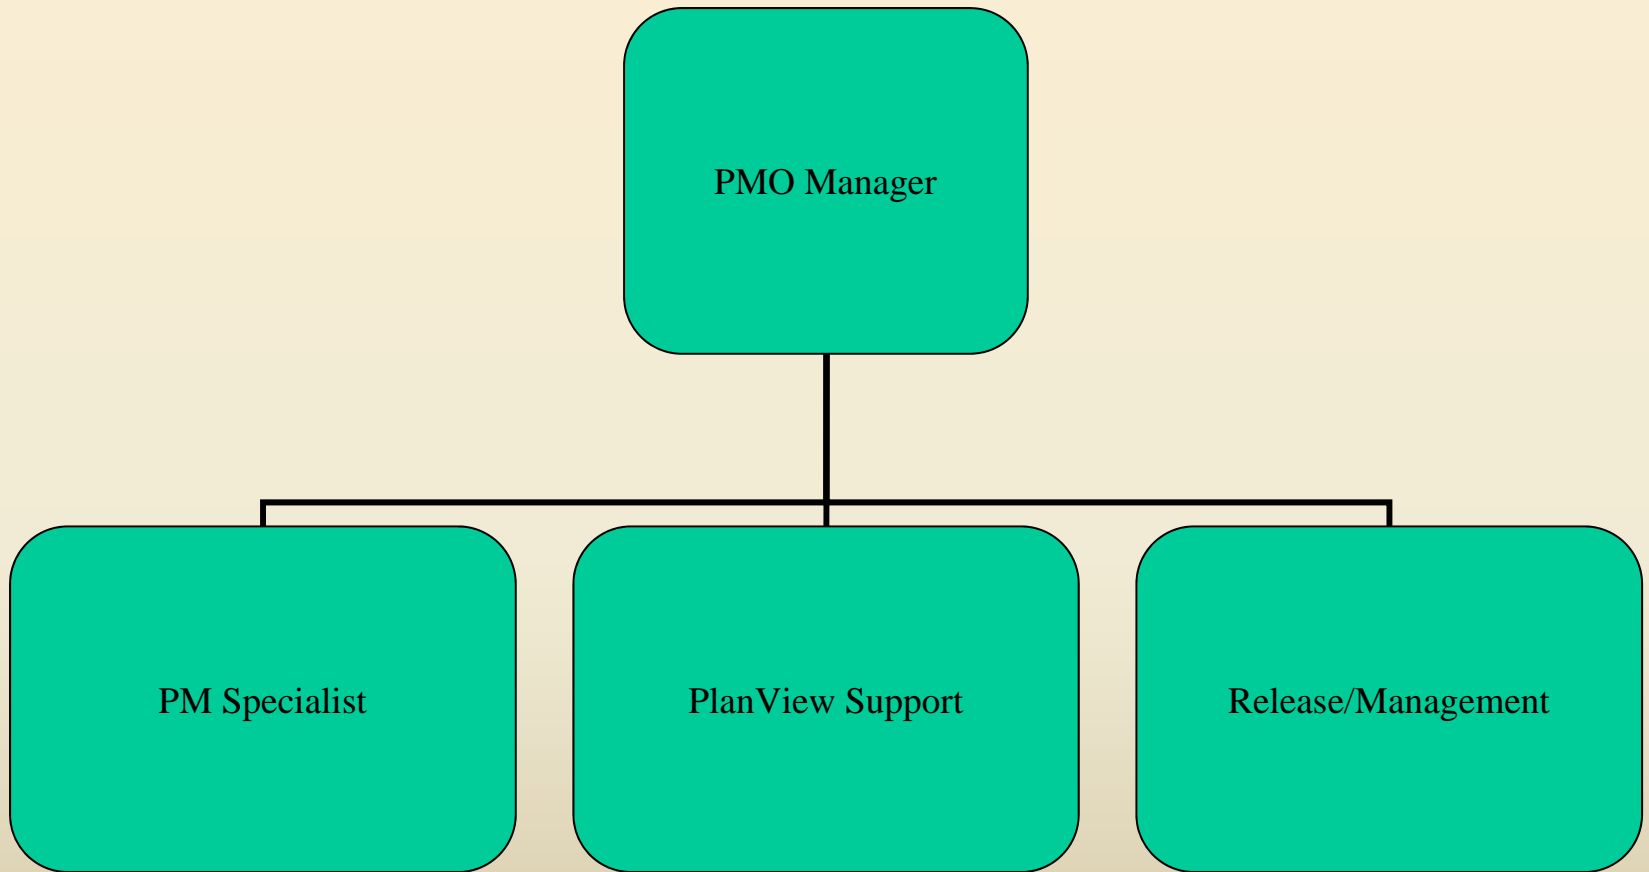 PMO Manager
PM Specialist
PlanView Support
Release/Management